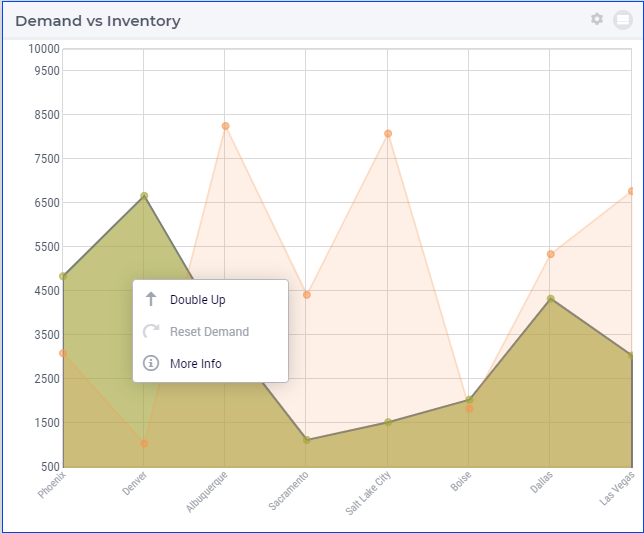 Demand vs Inventory
10000
9500
8500
7500
6500
5500
4500
3500
2500
1500
500
Double Up
Reset Demand
More Info
Phoenix
Denver
Albuquerque
Sacramento
Salt Lake City
Boise
Dallas
Las Vegas